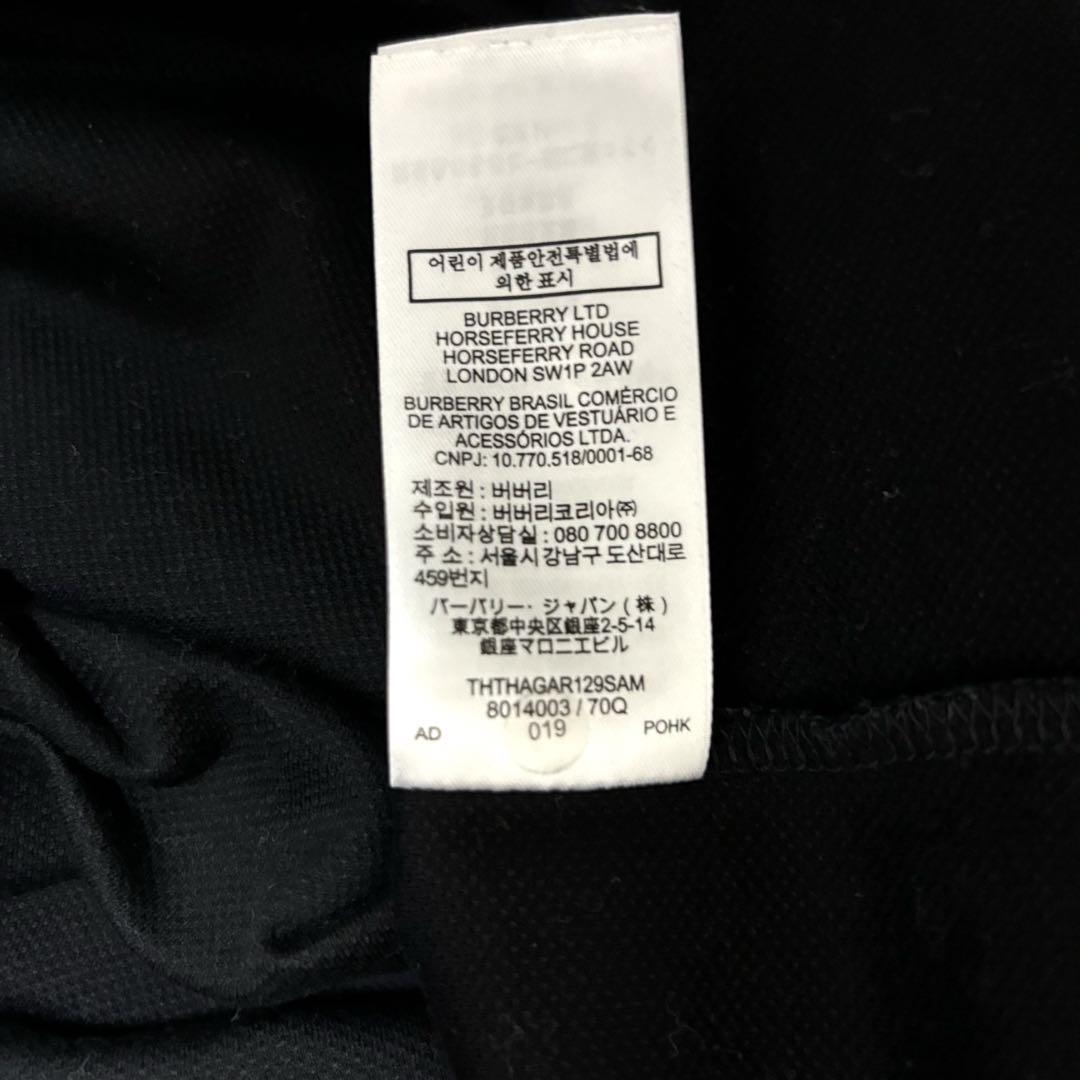 어린이 제품안전특별법에
의한 표시
BURBERRY LTD
HORSEFERRY HOUSE
HORSEFERRY ROAD
LONDON SW1P 2AW
BURBERRY BRASIL COMÉRCIO
DE ARTIGOS DE VESTUÁRIO E
ACESSÓRIOS LTDA.
CNPJ: 10.770.518/0001-68
제조원 : 버버리
수입원 : 버버리코리아㈜
소비자상담실 : 080 700 8800
주 소 : 서울시 강남구 도산대로
459번지
バーバリー・ジャパン(株)
東京都中央区銀座2-5-14
銀座マロニエビル
THTHAGAR129SAM
8014003 / 70Q
AD 019 POHK